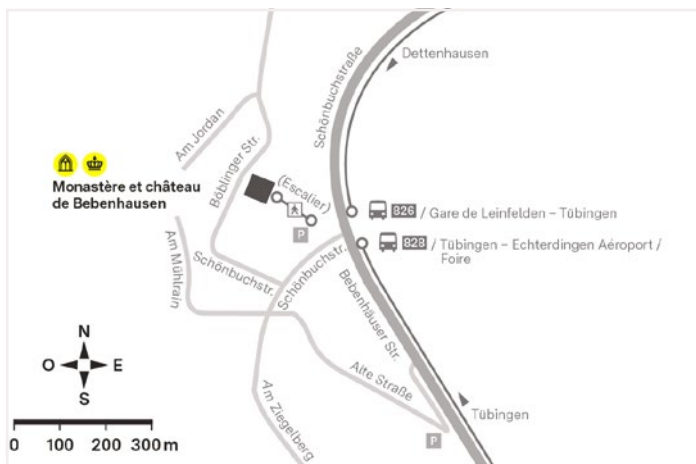 Dettenhausen
Schönbuchstraße
Am Jordan
Böblinger Str.
(Escalier)
Monastère et château
de Bebenhausen
P
826 / Gare de Leinfelden – Tübingen
828 / Tübingen – Echterdingen Aéroport /
Foire
Am Mühlrain
Schönbuchstr.
Schönbuchstr.
Bebenhäuser Str.
N
O E
S
Alte Straße
Am Ziegelberg
Tübingen
P
0 100 200 300 m